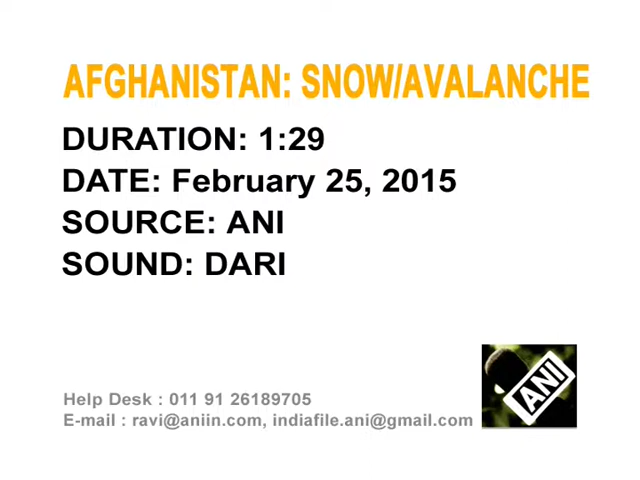 AFGHANISTAN: SNOW/AVALANCHE
DURATION: 1:29
DATE: February 25, 2015
SOURCE: ANI
SOUND: DARI
Help Desk : 011 91 26189705
E-mail : ravi@aniin.com, indiafile.ani@gmail.com
ANI